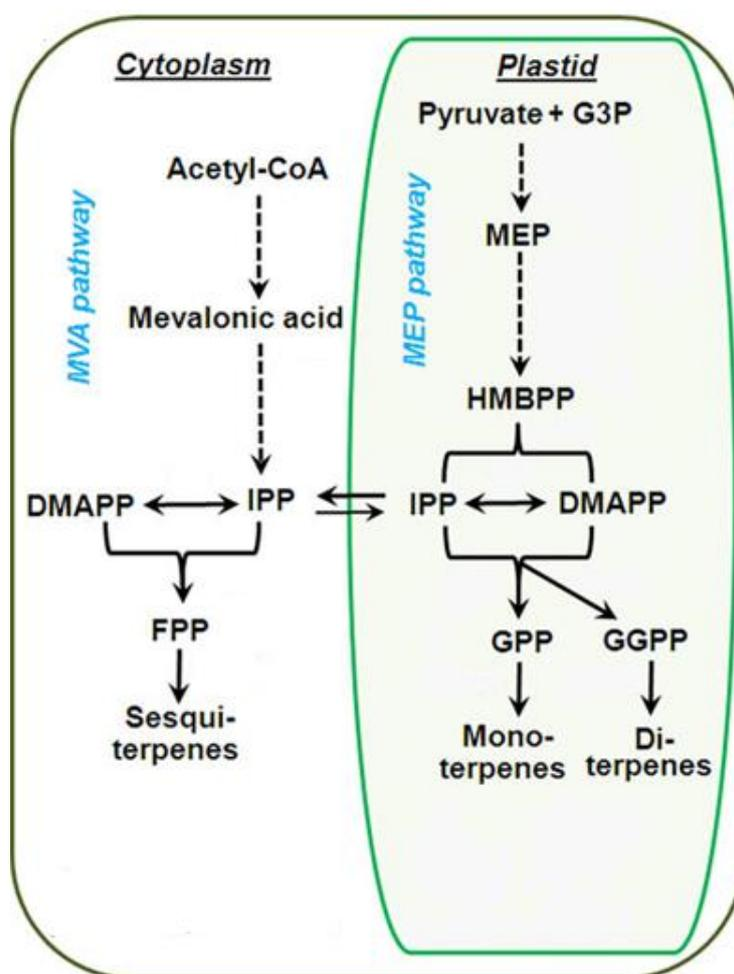 Cytoplasm
Acetyl-CoA
MVA pathway
Mevalonic acid
DMAPP
IPP
FPP
Sesqui-
terpenes
Plastid
Pyruvate + G3P
MEP
MEP pathway
HMBPP
IPP
DMAPP
GPP
GGPP
Mono-
terpenes
Di-
terpenes